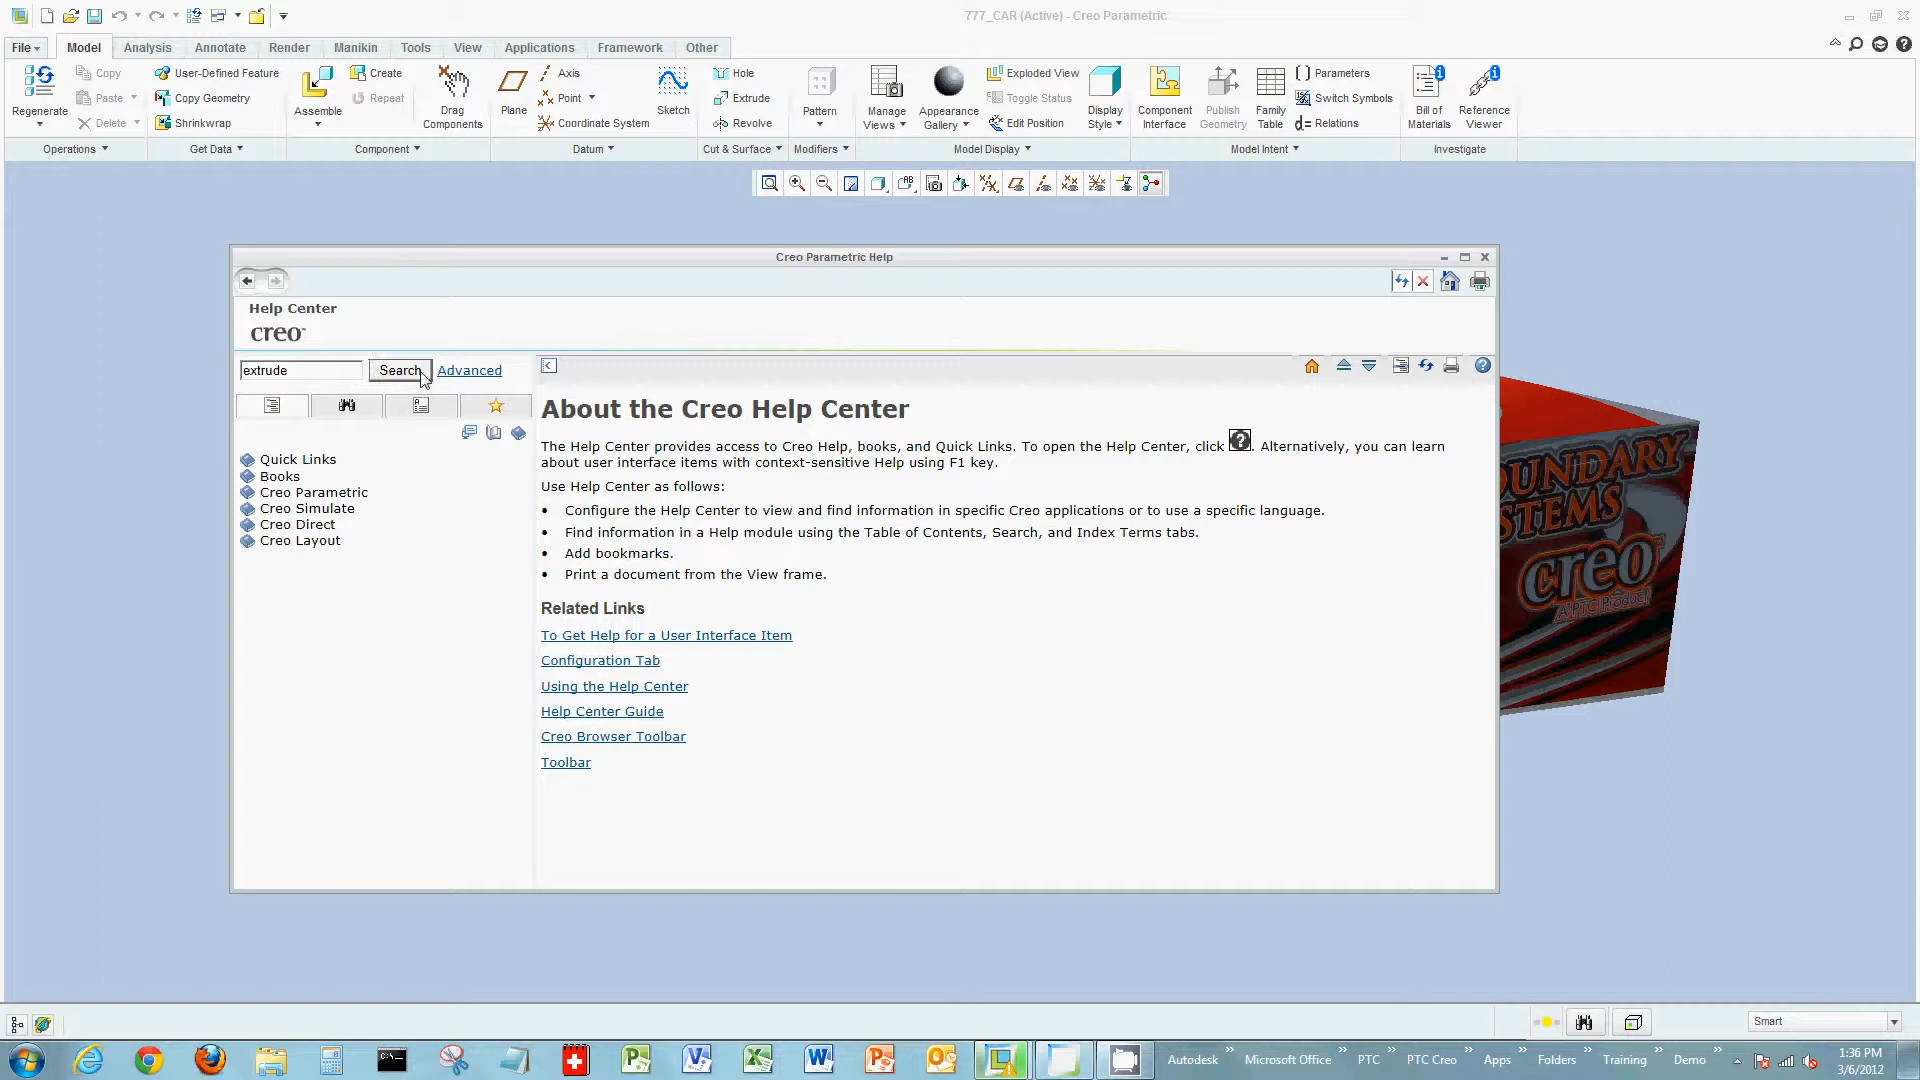 777_CAR (Active) - Creo Parametric
File Model Analysis Annotate Render Manikin Tools View Applications Framework Other
Regenerate
Copy
Paste
Delete
Operations
User-Defined Feature
Copy Geometry
Shrinkwrap
Get Data
Assemble
Create
Repeat
Drag
Components
Component
Plane
Axis
Point
Coordinate System
Sketch
Datum
Hole
Extrude
Revolve
Cut & Surface
Pattern
Modifiers
Manage
Views
Appearance
Gallery
Exploded View
Toggle Status
Edit Position
Display
Style
Model Display
Component
Interface
Publish
Geometry
Family
Table
Parameters
Switch Symbols
d= Relations
Model Intent
Bill of
Materials
Reference
Viewer
Investigate
Creo Parametric Help
Help Center
creo
extrude Search Advanced
Quick Links
Books
Creo Parametric
Creo Simulate
Creo Direct
Creo Layout
About the Creo Help Center
The Help Center provides access to Creo Help, books, and Quick Links. To open the Help Center, click ?. Alternatively, you can learn
about user interface items with context-sensitive Help using F1 key.
Use Help Center as follows:
• Configure the Help Center to view and find information in specific Creo applications or to use a specific language.
• Find information in a Help module using the Table of Contents, Search, and Index Terms tabs.
• Add bookmarks.
• Print a document from the View frame.
Related Links
To Get Help for a User Interface Item
Configuration Tab
Using the Help Center
Help Center Guide
Creo Browser Toolbar
Toolbar
OUNDARY
STEMS
creo
A PTC Product
Smart
Autodesk » Microsoft Office » PTC » PTC Creo » Apps » Folders » Training » Demo »
1:36 PM
3/6/2012